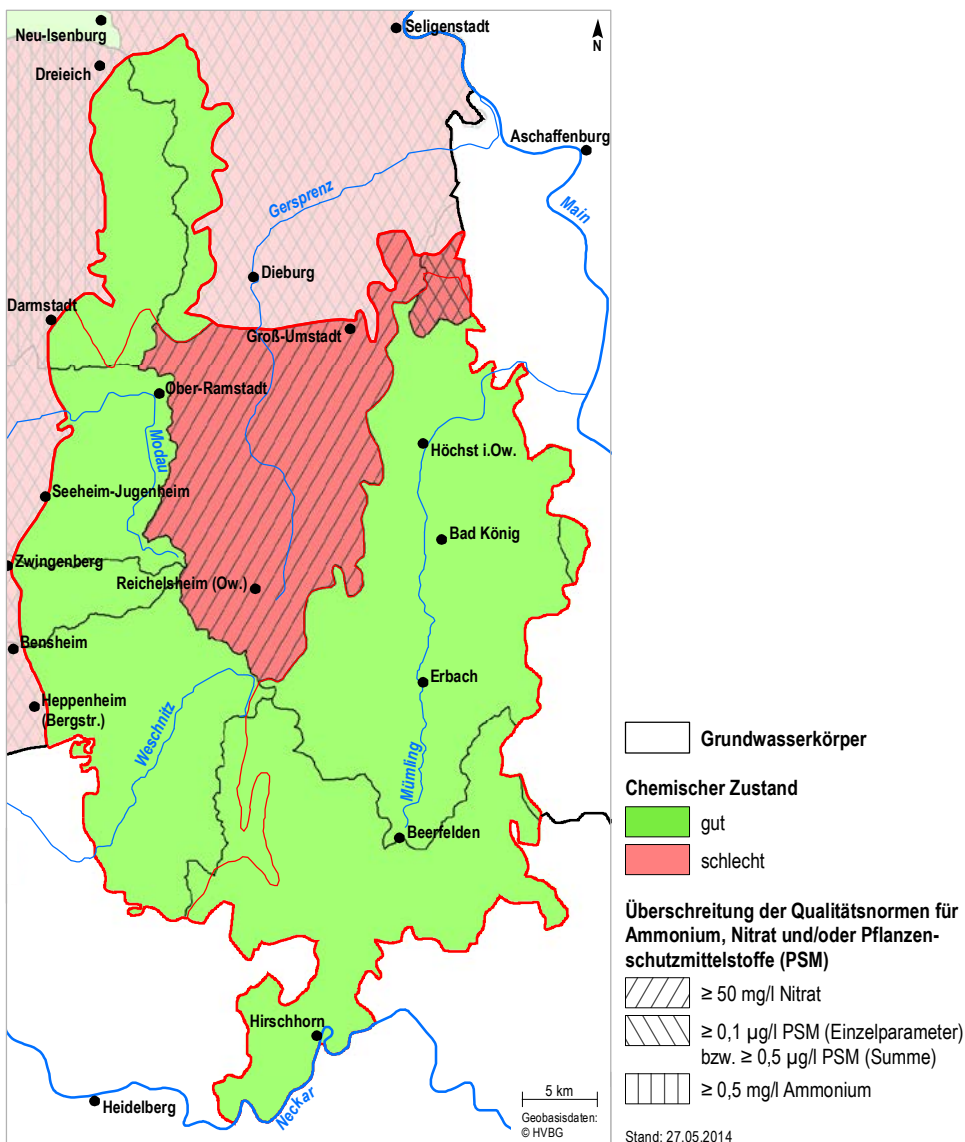 Neu-Isenburg
Seligenstadt
N
Dreieich
Aschaffenburg
Gersprenz
Main
Dieburg
Darmstadt
Groß-Umstadt
Ober-Ramstadt
Modau
Höchst i.Ow.
Seeheim-Jugenheim
Bad König
Zwingenberg
Reichelsheim (Ow.)
Bensheim
Erbach
Heppenheim
(Bergstr.)
Weschnitz
Mümling
Beerfelden
Hirschhorn
Neckar
Heidelberg
5 km
Geobasisdaten:
© HVBG
Grundwasserkörper
Chemischer Zustand
gut
schlecht
Überschreitung der Qualitätsnormen für
Ammonium, Nitrat und/oder Pflanzen-
schutzmittelstoffe (PSM)
≥ 50 mg/l Nitrat
≥ 0,1 µg/l PSM (Einzelparameter)
bzw. ≥ 0,5 µg/l PSM (Summe)
≥ 0,5 mg/l Ammonium
Stand: 27.05.2014